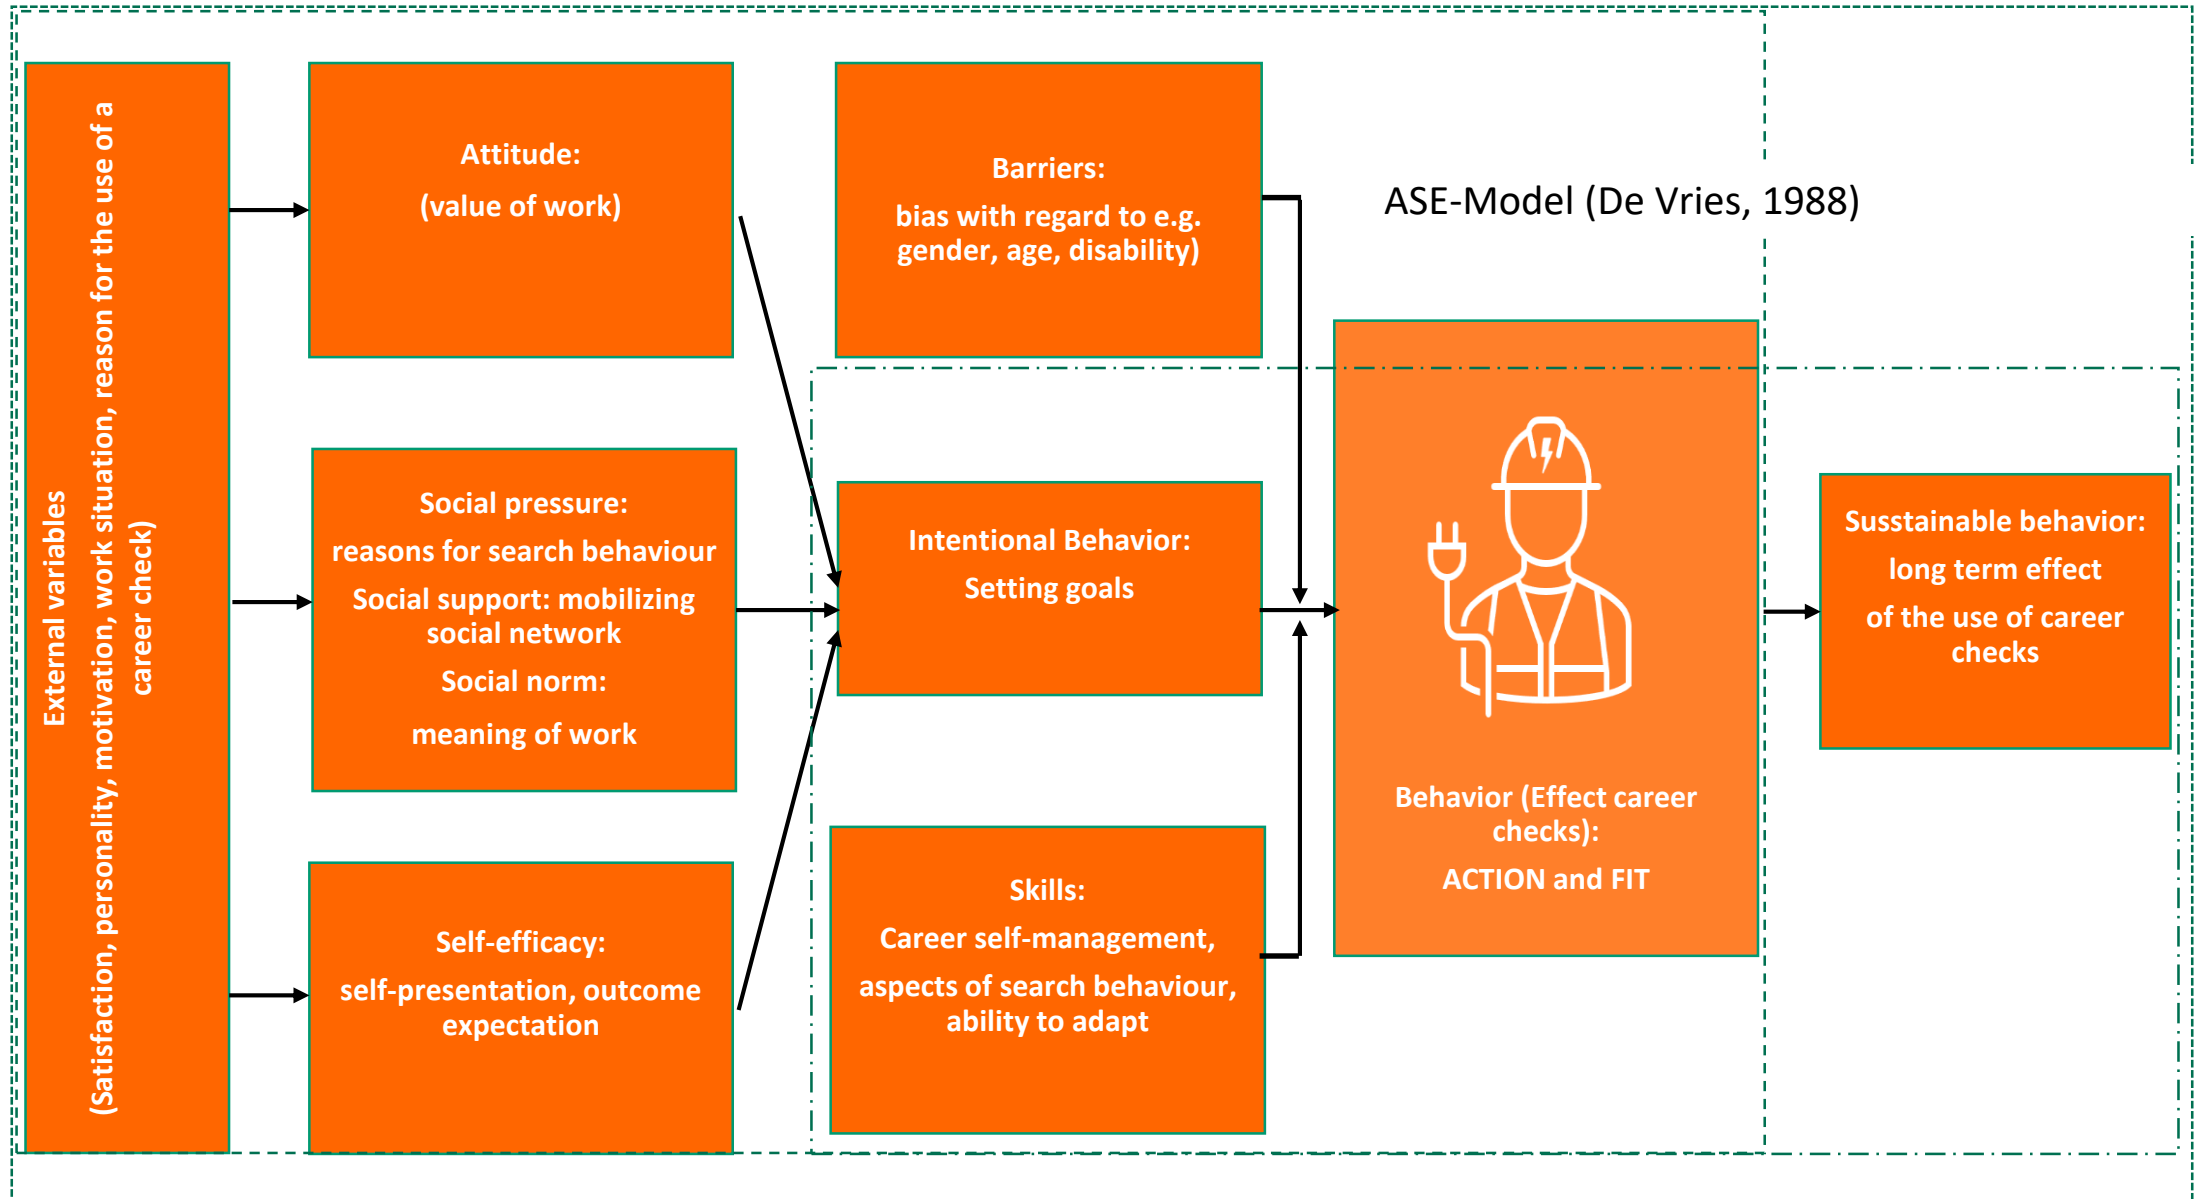 External variables
(Satisfaction, personality, motivation, work situation, reason for the use of a
career check)
Attitude:
(value of work)
Social pressure:
reasons for search behaviour
Social support: mobilizing
social network
Social norm:
meaning of work
Self-efficacy:
self-presentation, outcome
expectation
Barriers:
bias with regard to e.g.
gender, age, disability)
Intentional Behavior:
Setting goals
Skills:
Career self-management,
aspects of search behaviour,
ability to adapt
ASE-Model (De Vries, 1988)
Behavior (Effect career
checks):
ACTION and FIT
Susstainable behavior:
long term effect
of the use of career
checks